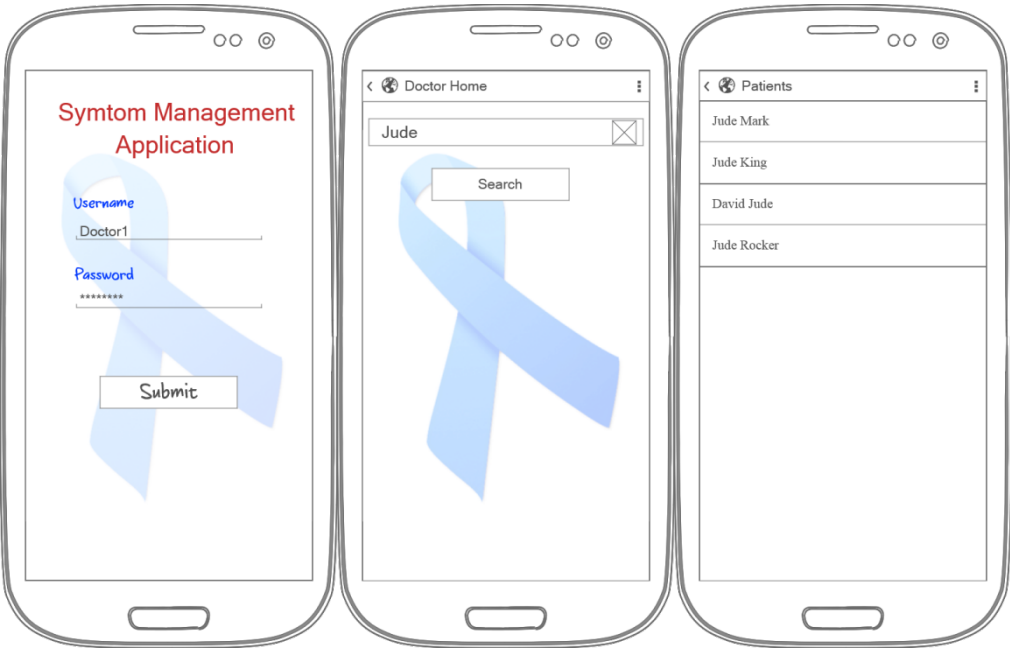 Symtom Management
Application
Username
Doctor1
Password
********
Submit
Doctor Home
Jude
Search
Patients
Jude Mark
Jude King
David Jude
Jude Rocker